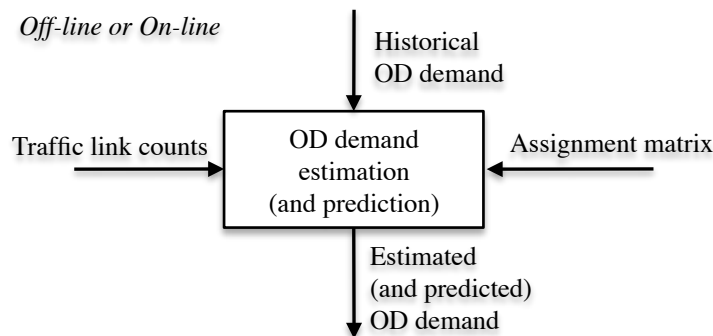 Off-line or On-line
Historical
OD demand
Traffic link counts
OD demand
estimation
(and prediction)
Assignment matrix
Estimated
(and predicted)
OD demand